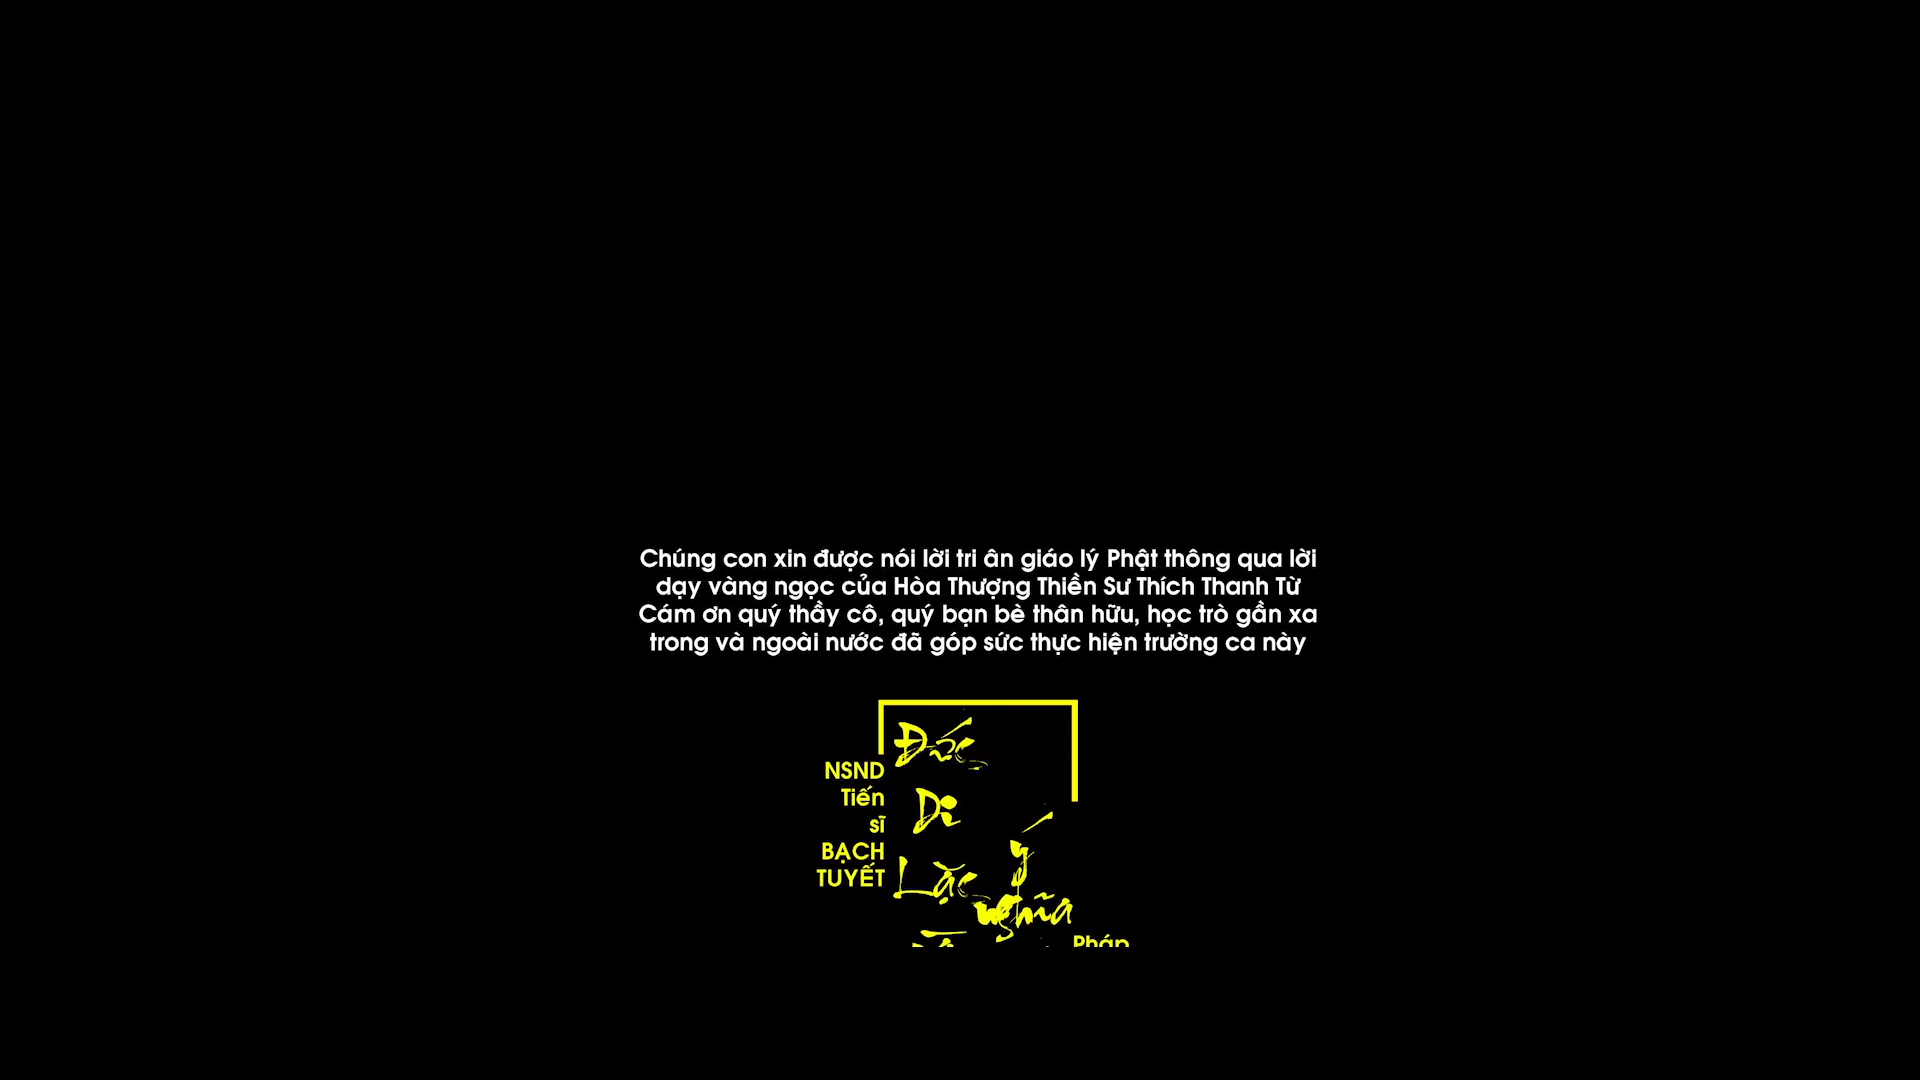 Chúng con xin được nói lời tri ân giáo lý Phật thông qua lời
dạy vàng ngọc của Hòa Thượng Thiền Sư Thích Thanh Từ
Cám ơn quý thầy cô, quý bạn bè thân hữu, học trò gần xa
trong và ngoài nước đã góp sức thực hiện trường ca này
NSND
Tiến
sĩ
BẠCH
TUYẾT
Đức
Di
Lặc
ý
nghĩa
Pháp